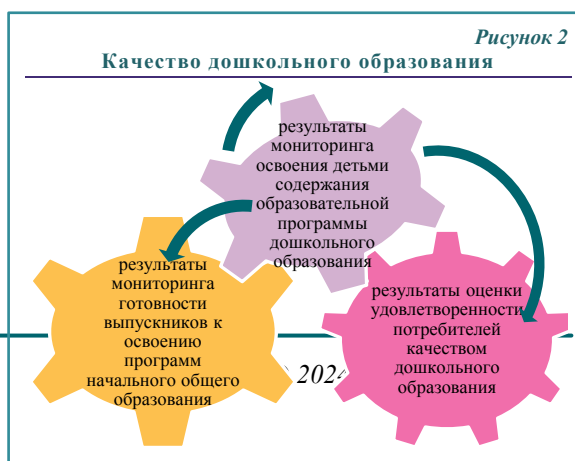 Рисунок 2
Качество дошкольного образования
результаты
мониторинга
освоения детьми
содержания
образовательной
программы
дошкольного
образования
результаты
мониторинга
готовности
выпускников к
освоению
программ
начального общего
образования
результаты оценки
удовлетворенности
потребителей
качеством
дошкольного
образования
2024